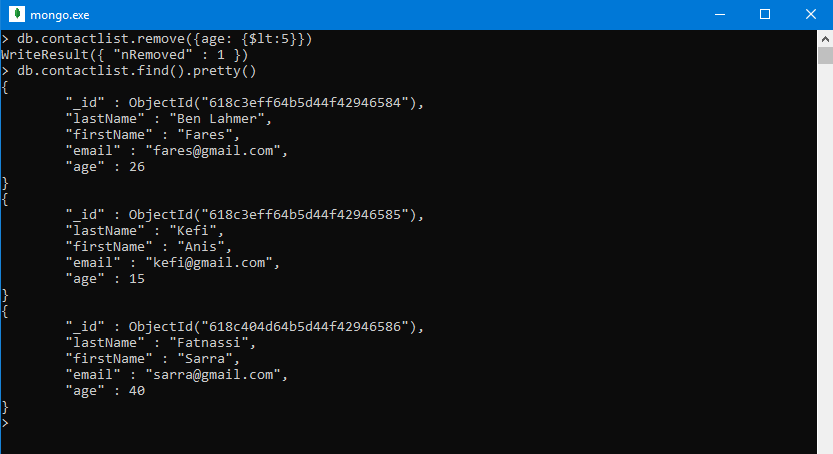 mongo.exe
> db.contactlist.remove({age: {$lt:5}})
WriteResult({ "nRemoved" : 1 })
> db.contactlist.find().pretty()
{
        "_id" : ObjectId("618c3eff64b5d44f42946584"),
        "lastName" : "Ben Lahmer",
        "firstName" : "Fares",
        "email" : "fares@gmail.com",
        "age" : 26
}
{
        "_id" : ObjectId("618c3eff64b5d44f42946585"),
        "lastName" : "Kefi",
        "firstName" : "Anis",
        "email" : "kefi@gmail.com",
        "age" : 15
}
{
        "_id" : ObjectId("618c404d64b5d44f42946586"),
        "lastName" : "Fatnassi",
        "firstName" : "Sarra",
        "email" : "sarra@gmail.com",
        "age" : 40
}
>